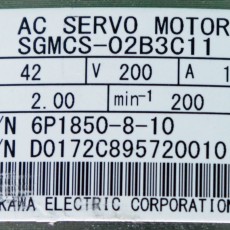 AC SERVO MOTOR
SGMCS-02B3C11
42 V 200 A 1
2.00 min-1 200
/N 6P1850-8-10
/N D0172C895720010
KAWA ELECTRIC CORPORATION